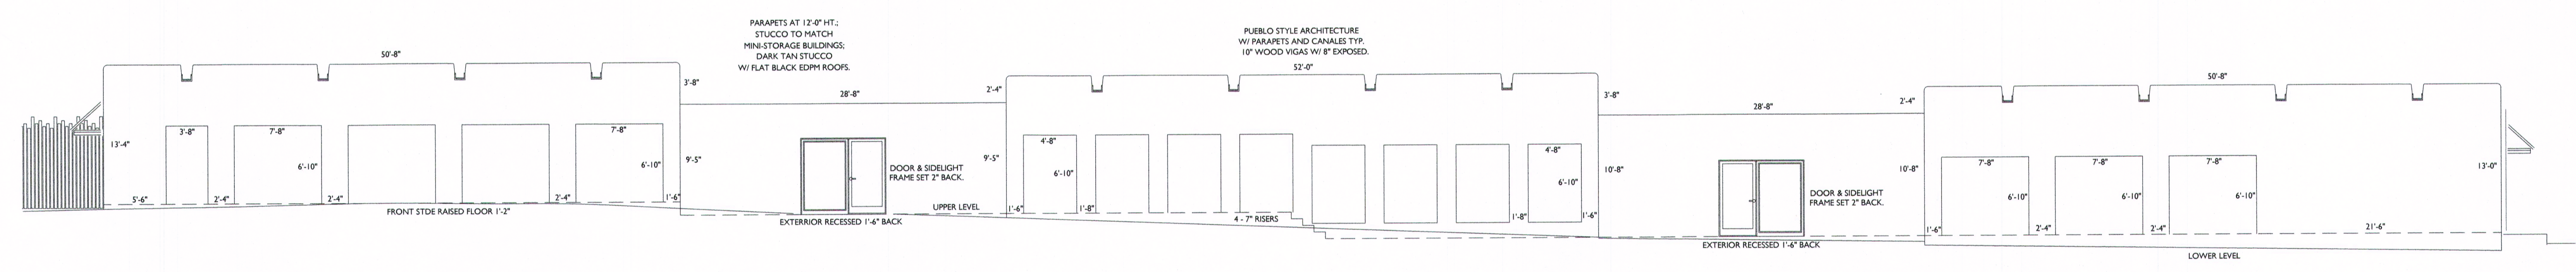 PARAPETS AT 12'-0" HT.;
STUCCO TO MATCH
MINI-STORAGE BUILDINGS;
DARK TAN STUCCO
W/ FLAT BLACK EDPM ROOFS.
PUEBLO STYLE ARCHITECTURE
W/ PARAPETS AND CANALES TYP.
10" WOOD VIGAS W/ 8" EXPOSED.
50'-8"
3'-8"
28'-8"
2'-4"
52'-0"
3'-8"
28'-8"
2'-4"
50'-8"
13'-4"
3'-8"
7'-8"
6'-10"
7'-8"
6'-10"
9'-5"
5'-6"
2'-4"
2'-4"
2'-4"
1'-6"
FRONT STDE RAISED FLOOR 1'-2"
DOOR & SIDELIGHT
FRAME SET 2" BACK.
EXTERRIOR RECESSED 1'-6" BACK
UPPER LEVEL
9'-5"
4'-8"
6'-10"
1'-6"
1'-8"
4 - 7" RISERS
4'-8"
6'-10"
1'-8"
1'-6"
10'-8"
DOOR & SIDELIGHT
FRAME SET 2" BACK.
EXTERIOR RECESSED 1'-6" BACK
10'-8"
7'-8"
7'-8"
7'-8"
6'-10"
6'-10"
6'-10"
13'-0"
1'-6"
2'-4"
2'-4"
21'-6"
LOWER LEVEL